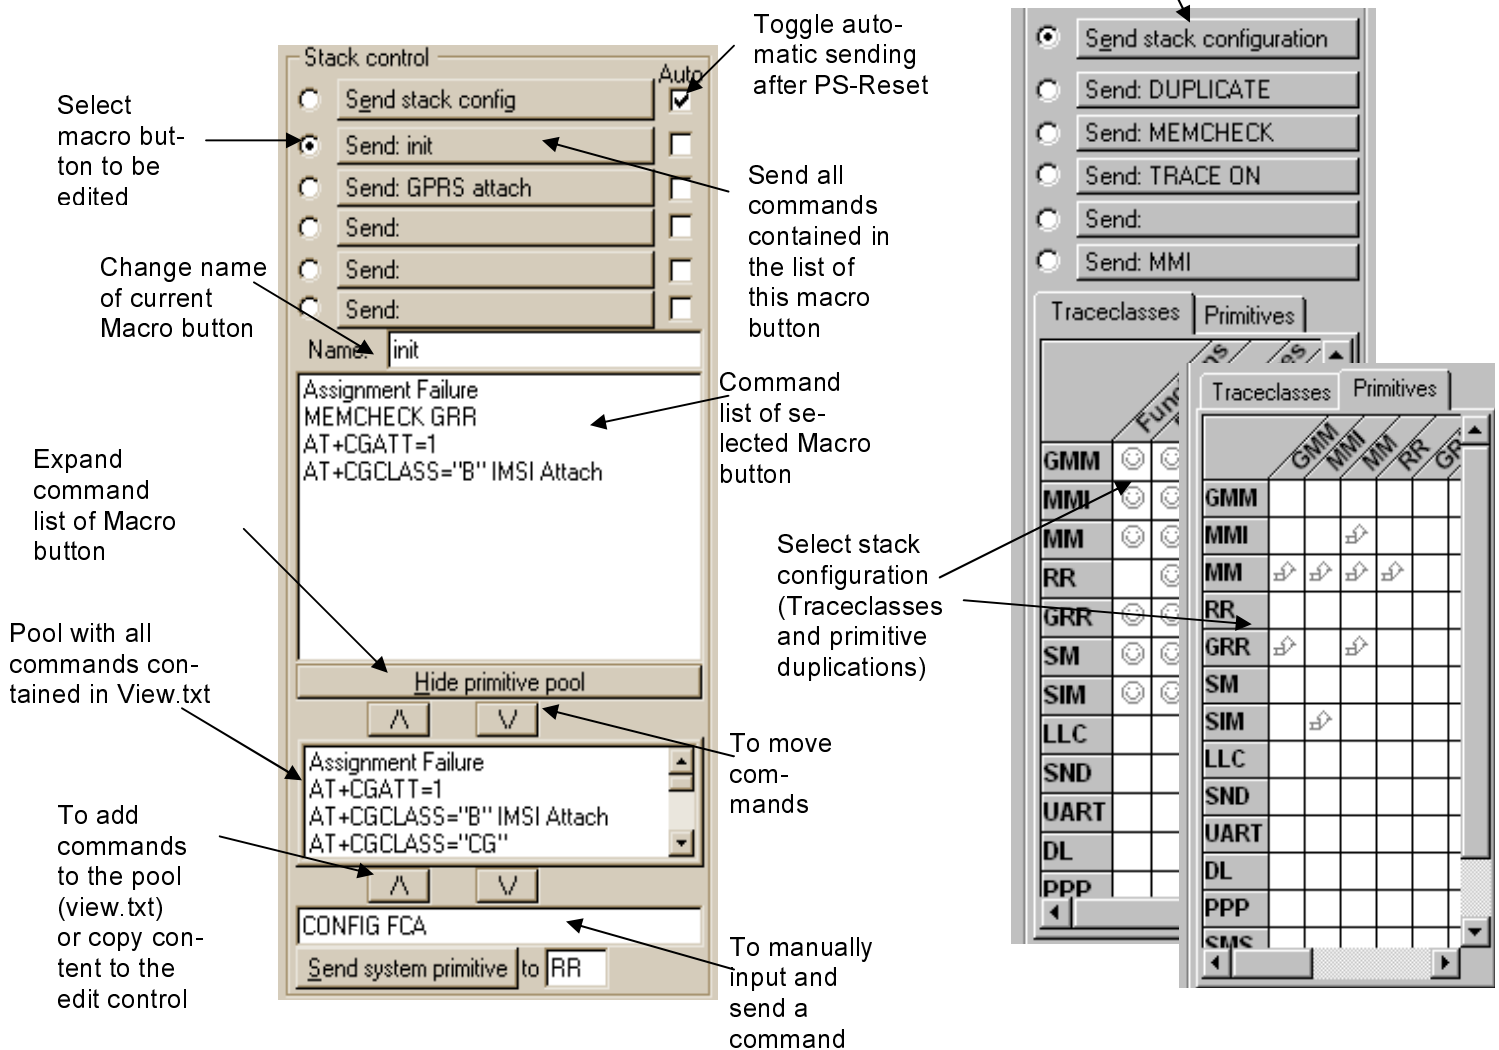 Toggle auto-
matic sending
after PS-Reset
Select
macro but-
ton to be
edited
Change name
of current
Macro button
Expand
command
list of Macro
button
Pool with all
commands con-
tained in View.txt
To add
commands
to the pool
(view.txt)
or copy con-
tent to the
edit control
Stack control
Auto
Send stack config
Send: init
Send: GPRS attach
Send:
Send:
Send:
Name: init
Assignment Failure
MEMCHECK GRR
AT+CGATT=1
AT+CGCLASS="B" IMSI Attach
Hide primitive pool
/\ \/
Assignment Failure
AT+CGATT=1
AT+CGCLASS="B" IMSI Attach
AT+CGCLASS="CG"
/\ \/
CONFIG FCA
Send system primitive to RR
Send all
commands
contained in
the list of
this macro
button
Command
list of se-
lected Macro
button
Select stack
configuration
(Traceclasses
and primitive
duplications)
To move
com-
mands
To manually
input and
send a
command
Send stack configuration
Send: DUPLICATE
Send: MEMCHECK
Send: TRACE ON
Send:
Send: MMI
Traceclasses Primitives
GMM
MMI
MM
RR
GRR
SM
SIM
LLC
SND
UART
DL
PPP
Traceclasses Primitives
GMM MMI MM RR
GMM
MMI
MM
RR
GRR
SM
SIM
LLC
SND
UART
DL
PPP
SMS